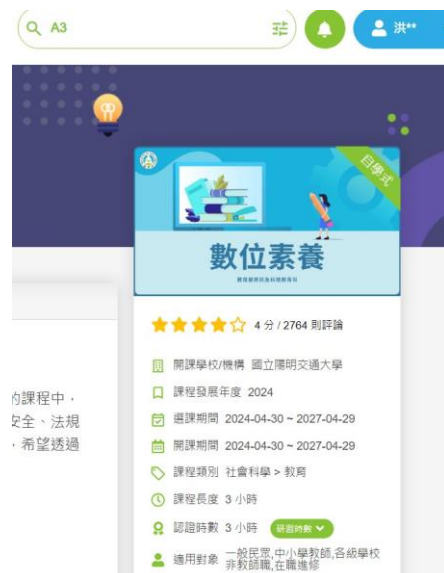 A3
洪**
自學式
數位素養
4 分 / 2764 則評論
開課學校/機構 國立陽明交通大學
課程發展年度 2024
選課期間 2024-04-30 ~ 2027-04-29
開課期間 2024-04-30 ~ 2027-04-29
的課程中，
安全、法規
，希望透過
課程類別 社會科學 > 教育
課程長度 3 小時
認證時數 3 小時 研習時數
適用對象 一般民眾,中小學教師,各級學校
非教師職,在職進修